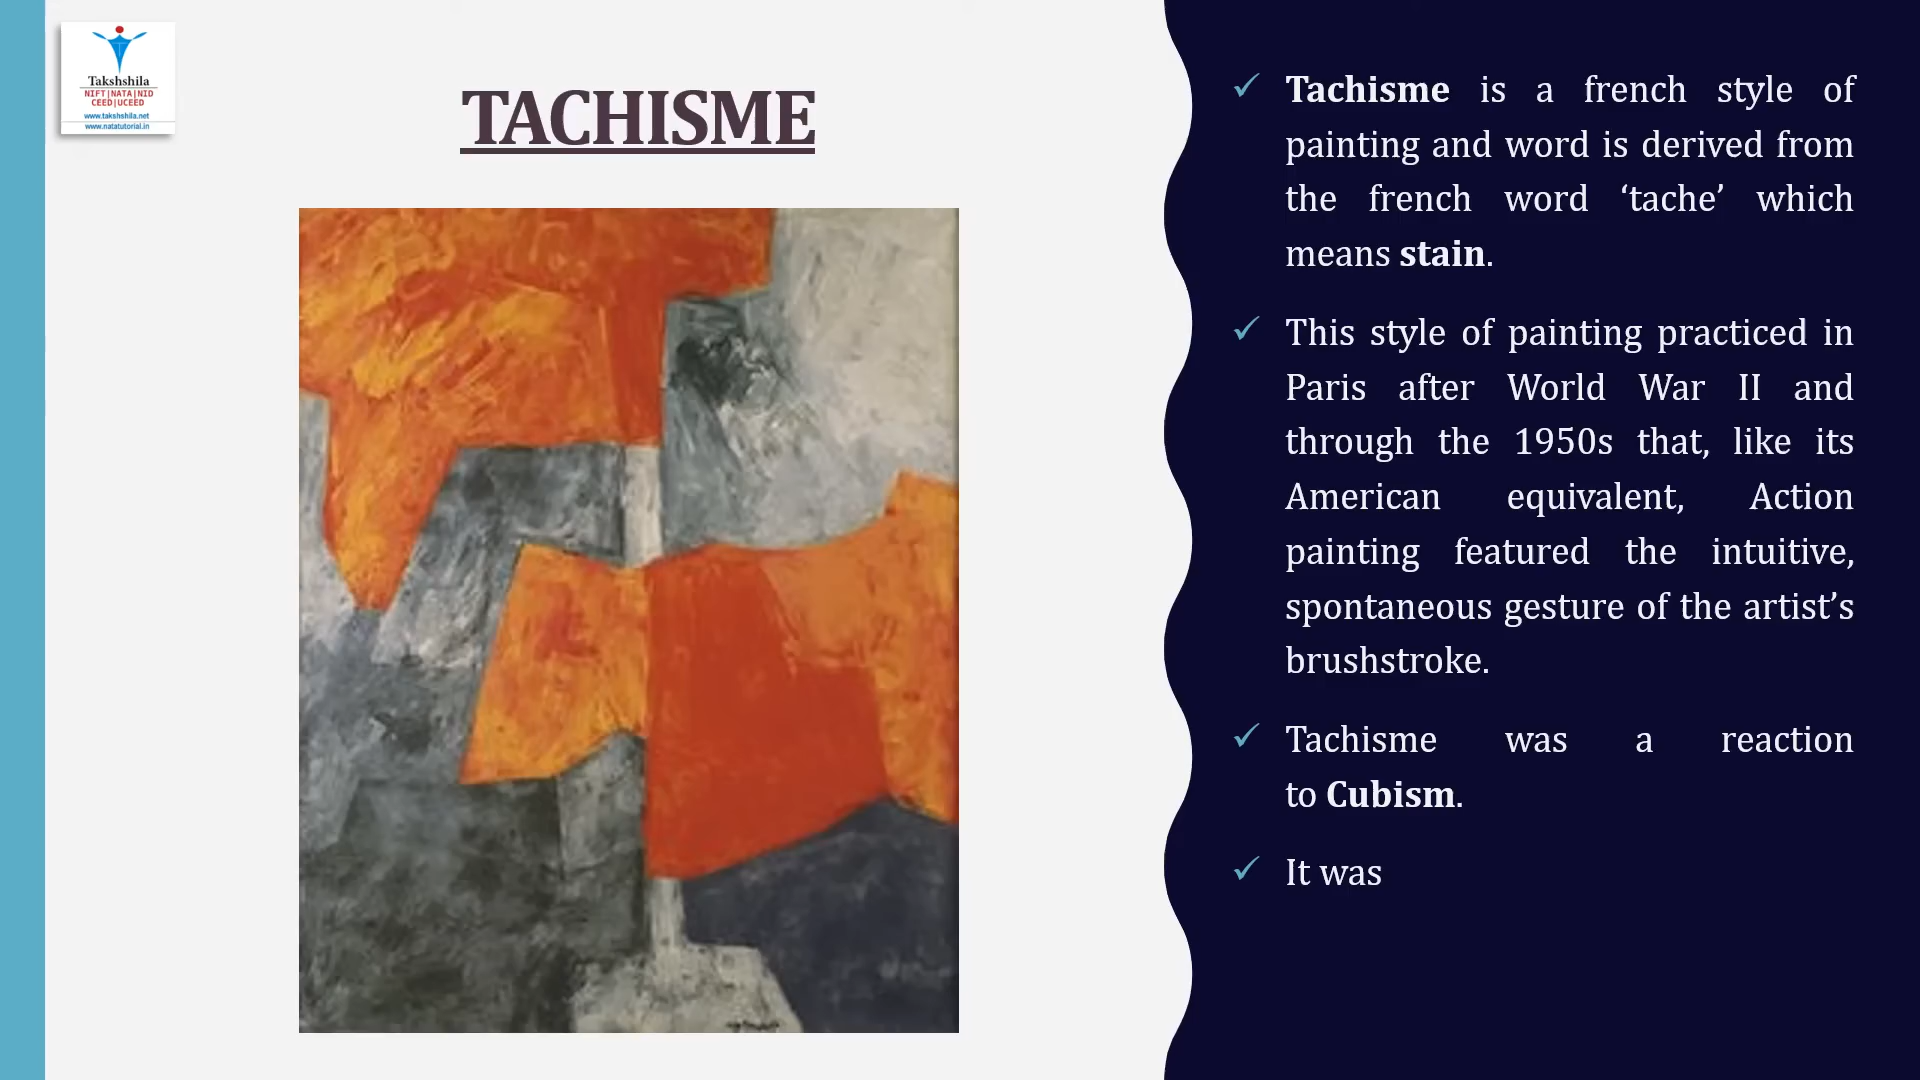 Takshshila
NIFT|NATA|NID
CEED|UCEED
www.takshshila.net
www.natatutorial.in
TACHISME
Tachisme is a french style of
painting and word is derived from
the french word ‘tache’ which
means stain.
This style of painting practiced in
Paris after World War II and
through the 1950s that, like its
American equivalent, Action
painting featured the intuitive,
spontaneous gesture of the artist’s
brushstroke.
Tachisme was a reaction
to Cubism.
It was